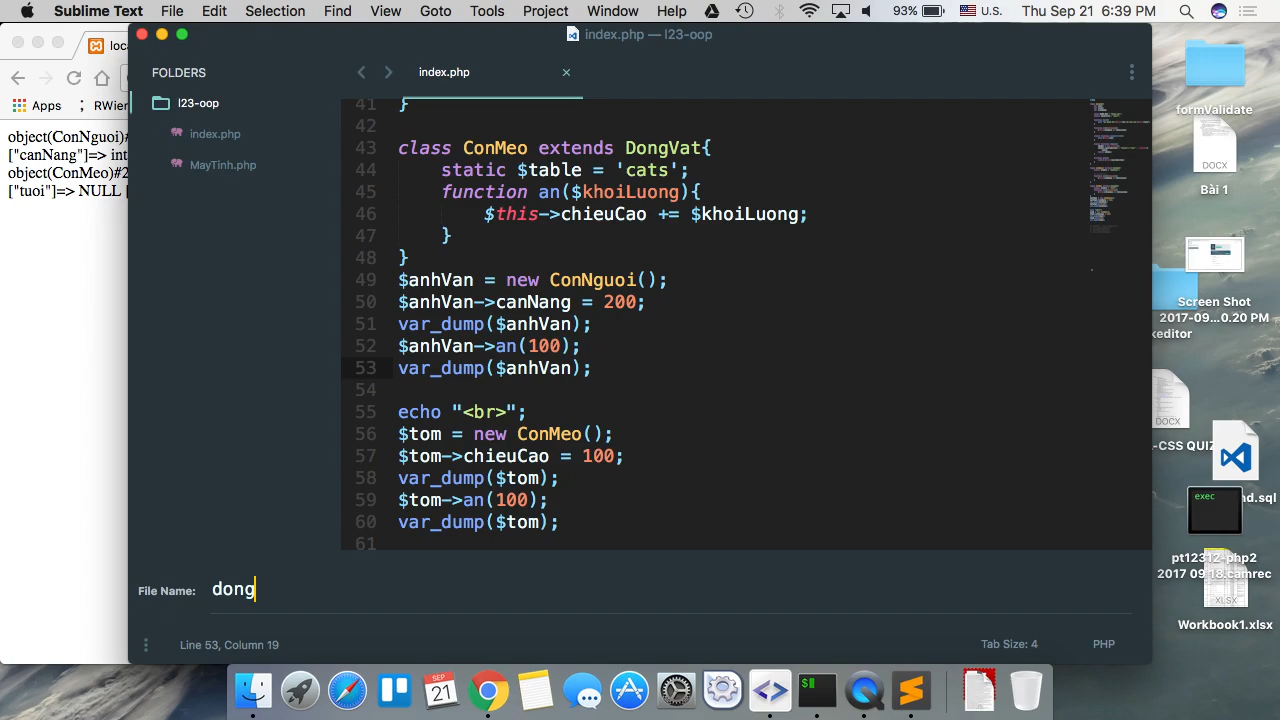 Sublime Text File Edit Selection Find View Goto Tools Project Window Help 93% U.S. Thu Sep 21 6:39 PM
index.php — l23-oop
loca
Apps RWien
object(ConNguoi)#
["canNang"]=> int
object(ConMeo)#2
["tuoi"]=> NULL [
FOLDERS
l23-oop
index.php
MayTinh.php
index.php ×
41 }
42
43 class ConMeo extends DongVat{
44 static $table = 'cats';
45 function an($khoiLuong){
46 $this->chieuCao += $khoiLuong;
47 }
48 }
49 $anhVan = new ConNguoi();
50 $anhVan->canNang = 200;
51 var_dump($anhVan);
52 $anhVan->an(100);
53 var_dump($anhVan);
54
55 echo "<br>";
56 $tom = new ConMeo();
57 $tom->chieuCao = 100;
58 var_dump($tom);
59 $tom->an(100);
60 var_dump($tom);
61
File Name: dong
Line 53, Column 19 Tab Size: 4 PHP
formValidate
DOCX
Bài 1
Screen Shot
2017-09...0.20 PM
keditor
DOCX
-CSS QUIZ
nd.sql
exec
pt12312-php2
2017 09 18.camrec
XLSX
Workbook1.xlsx
SEP
21